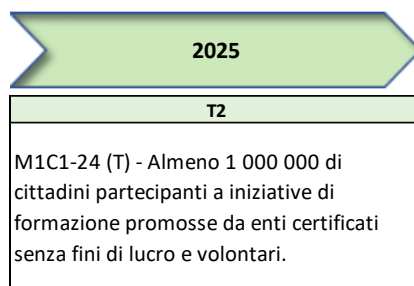 2025
T2
M1C1-24 (T) - Almeno 1 000 000 di
cittadini partecipanti a iniziative di
formazione promosse da enti certificati
senza fini di lucro e volontari.